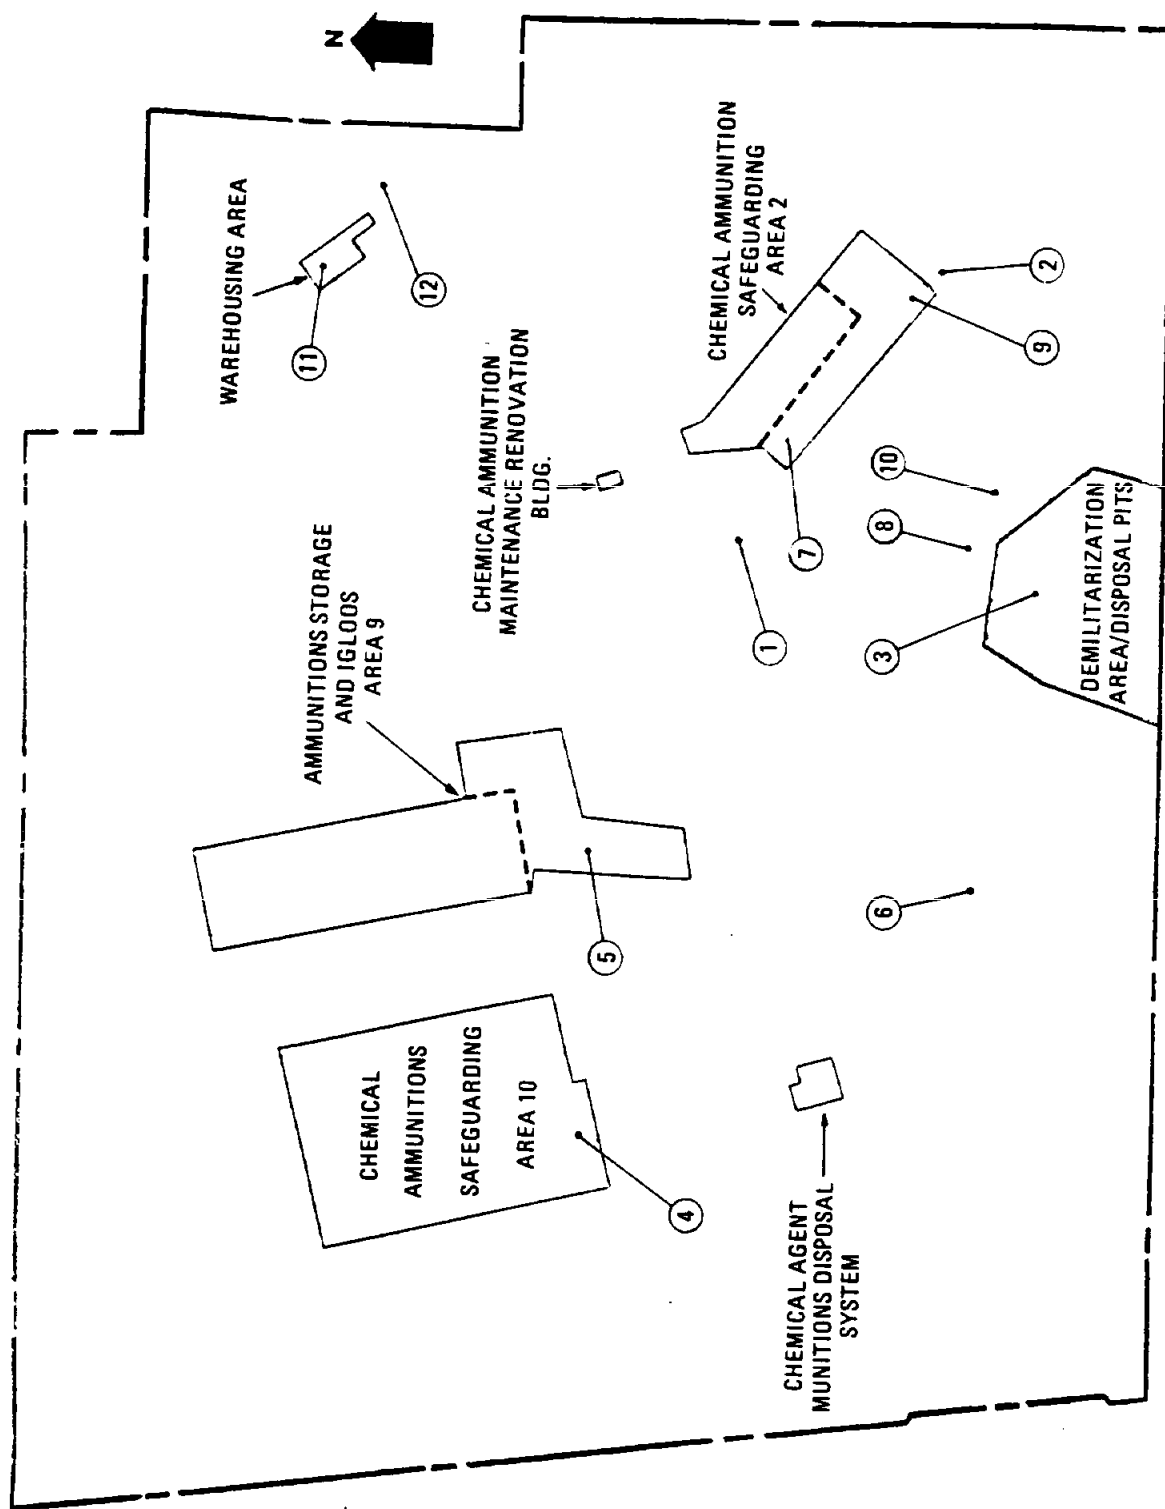 N
WAREHOUSING AREA
11
12
CHEMICAL AMMUNITION
SAFEGUARDING
AREA 2
CHEMICAL AMMUNITION
MAINTENANCE RENOVATION
BLDG.
AMMUNITIONS STORAGE
AND IGLOOS
AREA 9
CHEMICAL
AMMUNITIONS
SAFEGUARDING
AREA 10
4
5
1
7
2
9
10
8
3
6
DEMILITARIZATION
AREA/DISPOSAL PITS
CHEMICAL AGENT
MUNITIONS DISPOSAL
SYSTEM